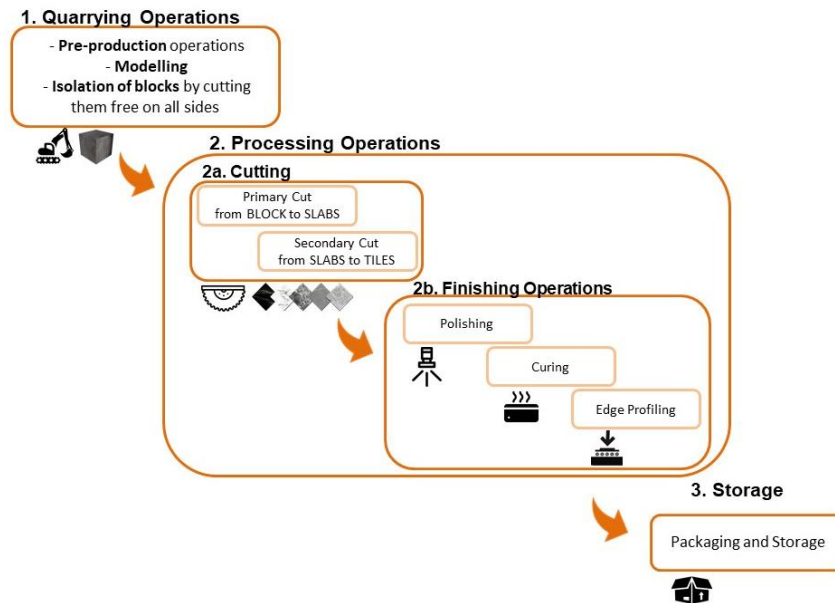 1. Quarrying Operations
- Pre-production operations
- Modelling
- Isolation of blocks by cutting
them free on all sides
2. Processing Operations
2a. Cutting
Primary Cut
from BLOCK to SLABS
Secondary Cut
from SLABS to TILES
2b. Finishing Operations
Polishing
Curing
Edge Profiling
3. Storage
Packaging and Storage